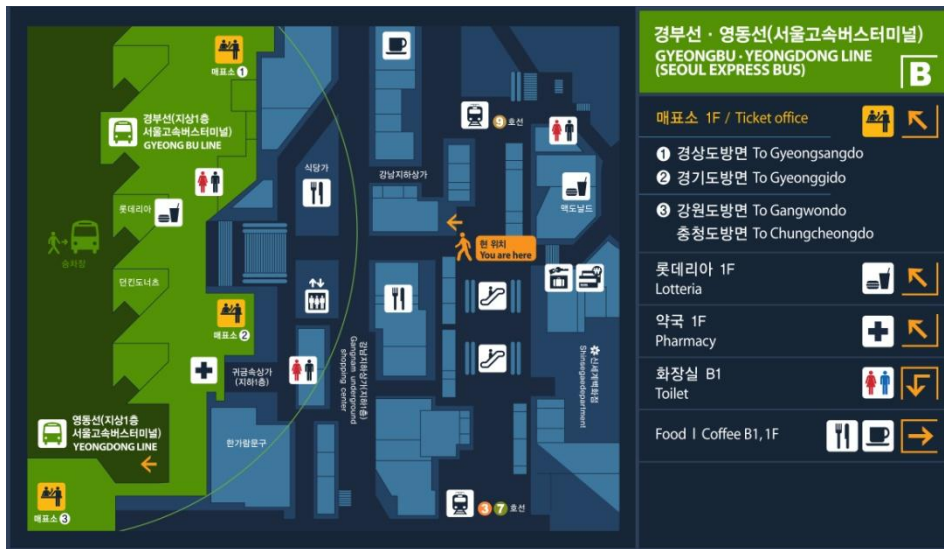 매표소 ①
경부선(지상1층
서울고속버스터미널)
GYEONG BU LINE
롯데리아
승차장
던킨도너츠
매표소 ②
귀금속상가
(지하1층)
영동선(지상1층
서울고속버스터미널)
YEONGDONG LINE
한가람문구
매표소 ③
식당가
강남지하상가
9 호선
맥도날드
현 위치
You are here
강남지하상가(지하1층)
Gangnam underground
shopping center
신세계백화점
Shinsegaedepartment
3 7 호선
경부선 · 영동선(서울고속버스터미널)
GYEONGBU · YEONGDONG LINE
(SEOUL EXPRESS BUS)
B
매표소 1F / Ticket office
① 경상도방면 To Gyeongsangdo
② 경기도방면 To Gyeonggido
③ 강원도방면 To Gangwondo
충청도방면 To Chungcheongdo
롯데리아 1F
Lotteria
약국 1F
Pharmacy
화장실 B1
Toilet
Food | Coffee B1, 1F